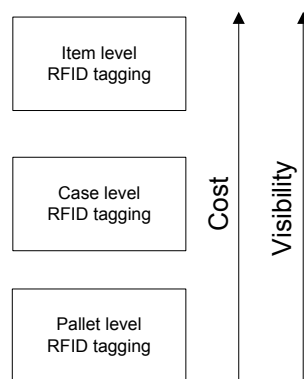 Item level
RFID tagging
Case level
RFID tagging
Pallet level
RFID tagging
Cost
Visibility